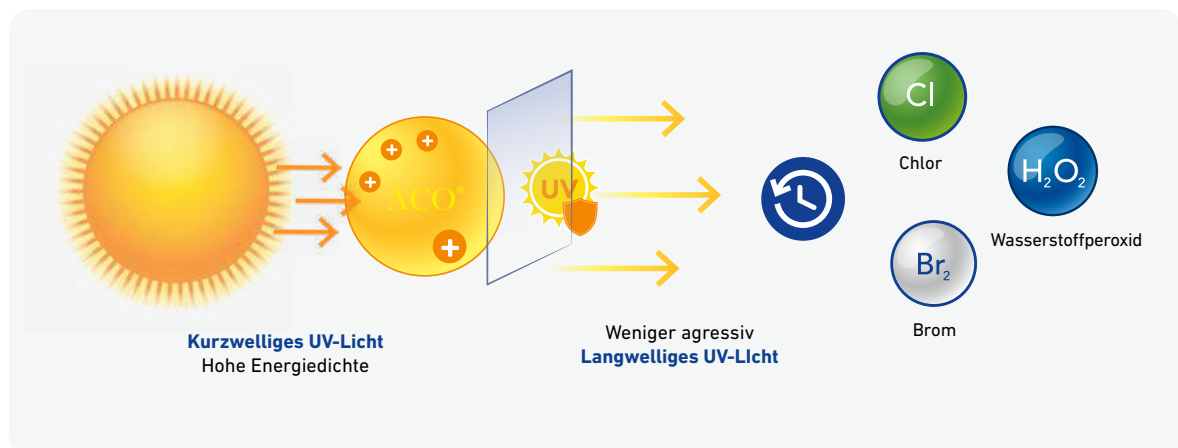 ACO®
UV
Cl
Chlor
H₂O₂
Wasserstoffperoxid
Br₂
Brom
Kurzwelliges UV-Licht
Hohe Energiedichte
Weniger agressiv
Langwelliges UV-LIcht